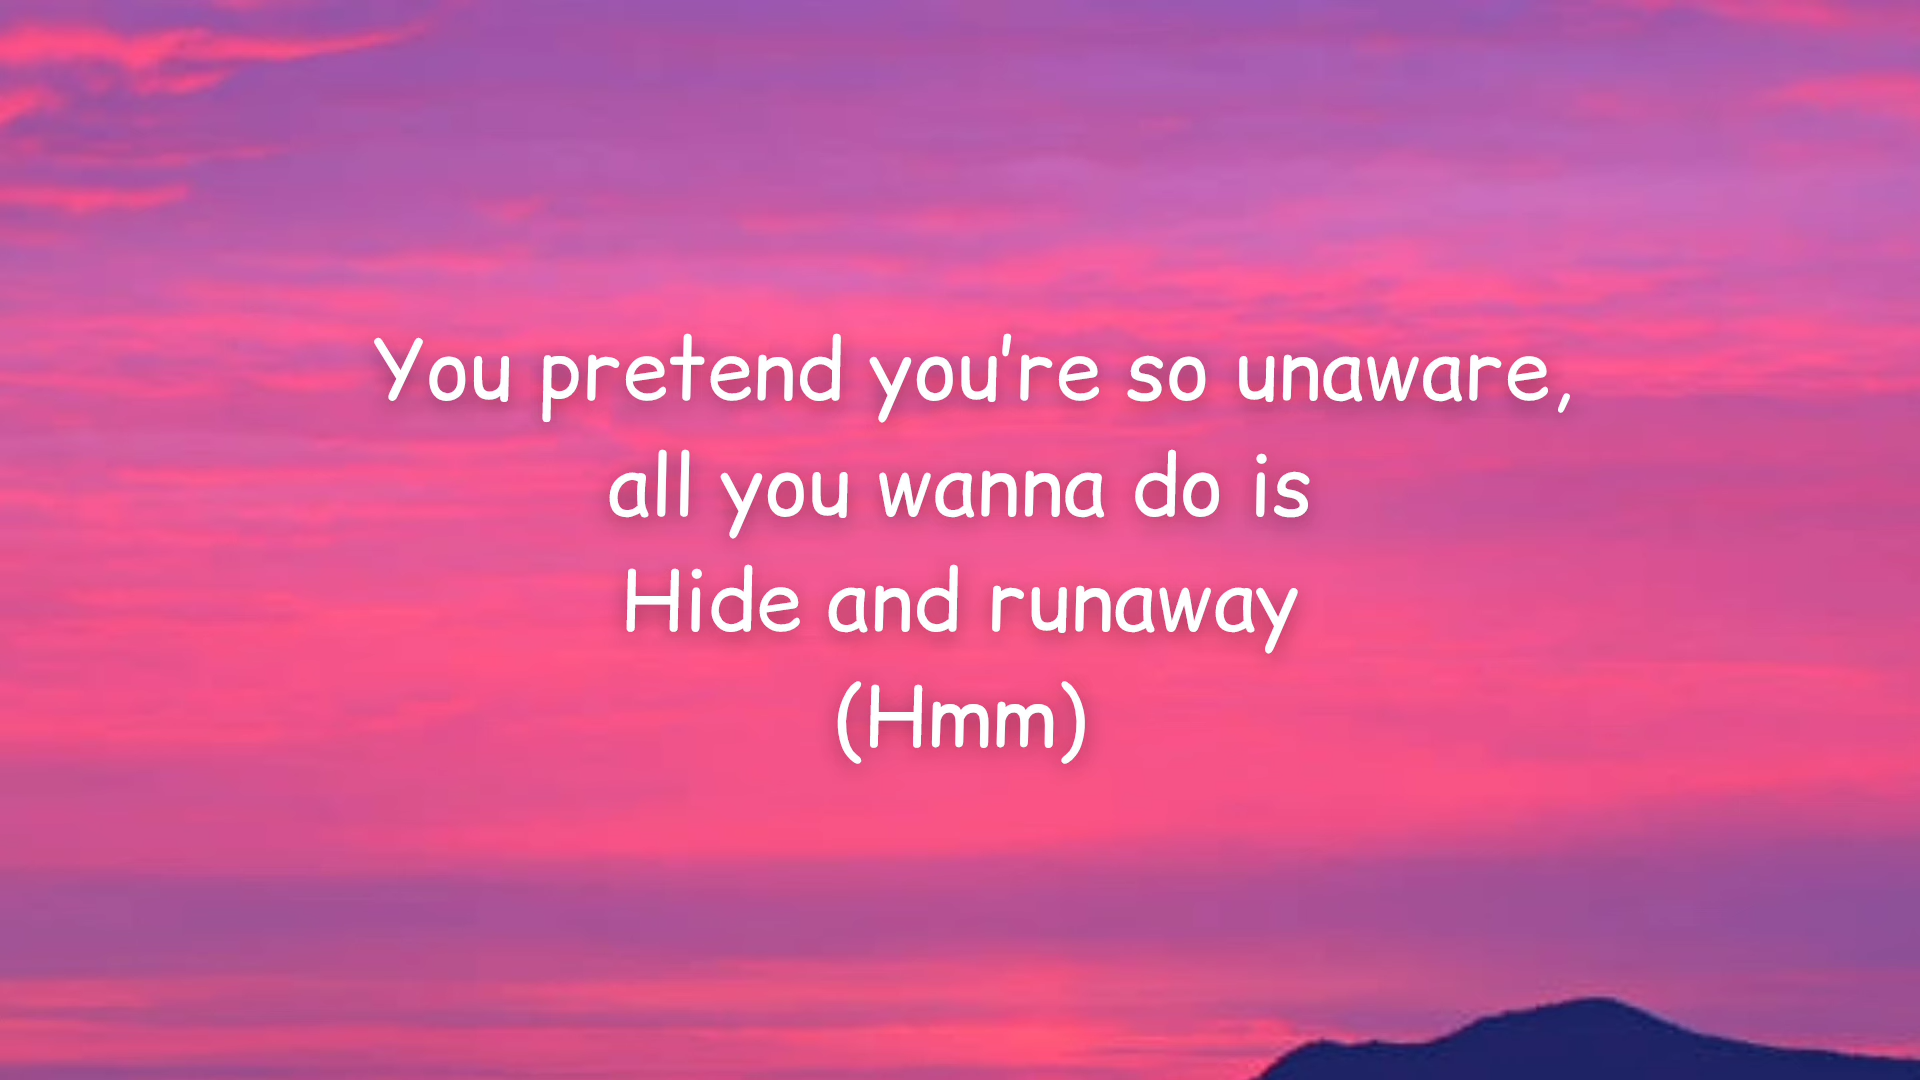 You pretend you're so unaware,
all you wanna do is
Hide and runaway
(Hmm)